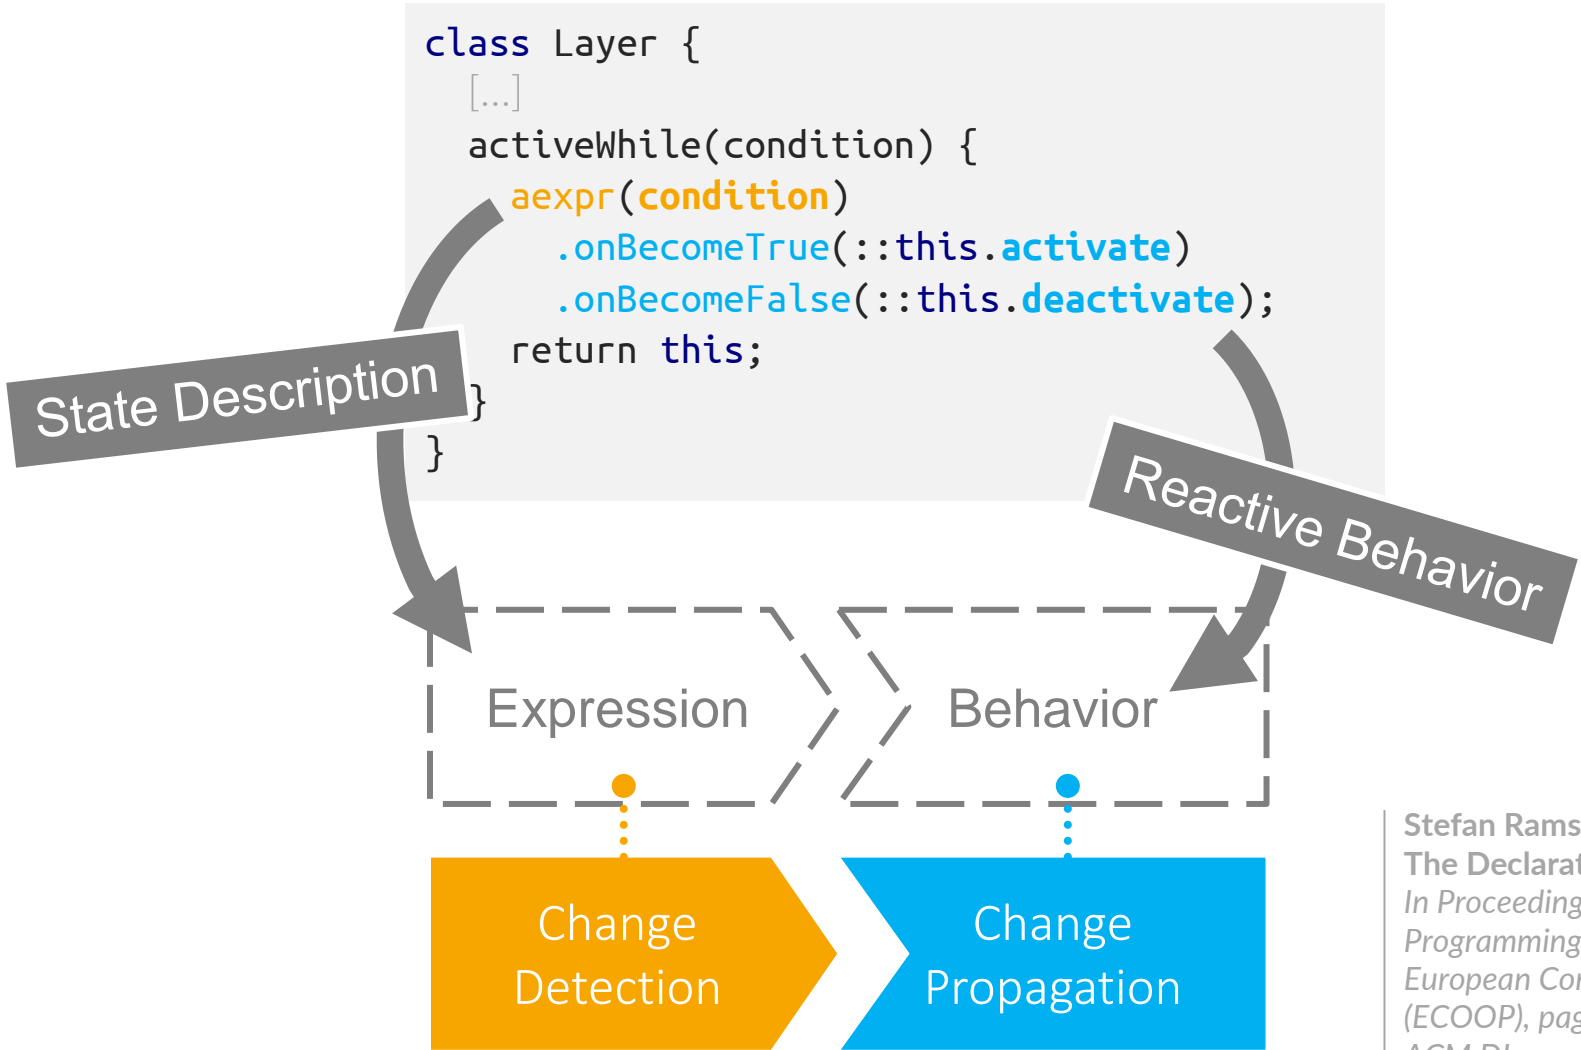 class Layer {
[...]
activeWhile(condition) {
aexpr(condition)
.onBecomeTrue(::this.activate)
.onBecomeFalse(::this.deactivate);
return this;
}
}
State Description
Reactive Behavior
Expression
Behavior
Change
Detection
Change
Propagation
Stefan Rams
The Declarat
In Proceeding
Programming
European Con
(ECOOP), pag